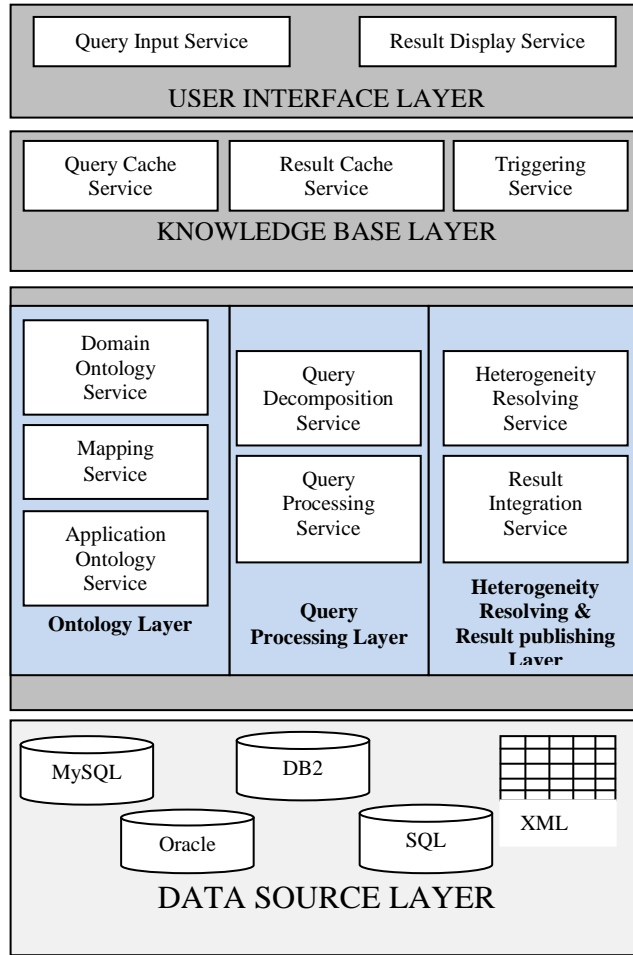 Query Input Service
Result Display Service
USER INTERFACE LAYER
Query Cache
Service
Result Cache
Service
Triggering
Service
KNOWLEDGE BASE LAYER
Domain
Ontology
Service
Mapping
Service
Application
Ontology
Service
Ontology Layer
Query
Decomposition
Service
Query
Processing
Service
Query
Processing Layer
Heterogeneity
Resolving
Service
Result
Integration
Service
Heterogeneity
Resolving &
Result publishing
Layer
MySQL
DB2
XML
Oracle
SQL
DATA SOURCE LAYER